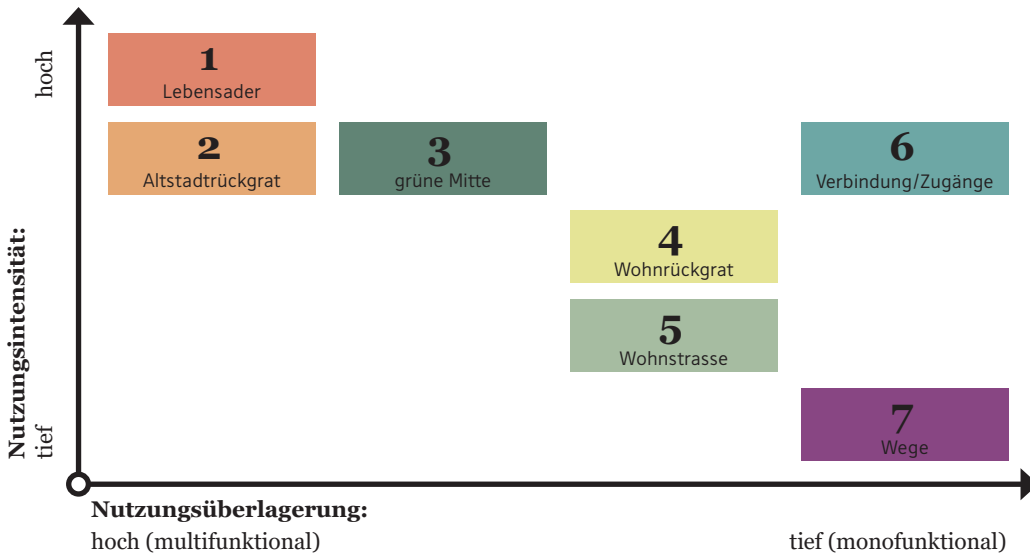 hoch
1
Lebensader
2
Altstadtrückgrat
3
grüne Mitte
6
Verbindung/Zugänge
4
Wohnrückgrat
5
Wohnstrasse
7
Wege
Nutzungsintensität:
tief
Nutzungsüberlagerung:
hoch (multifunktional)
tief (monofunktional)